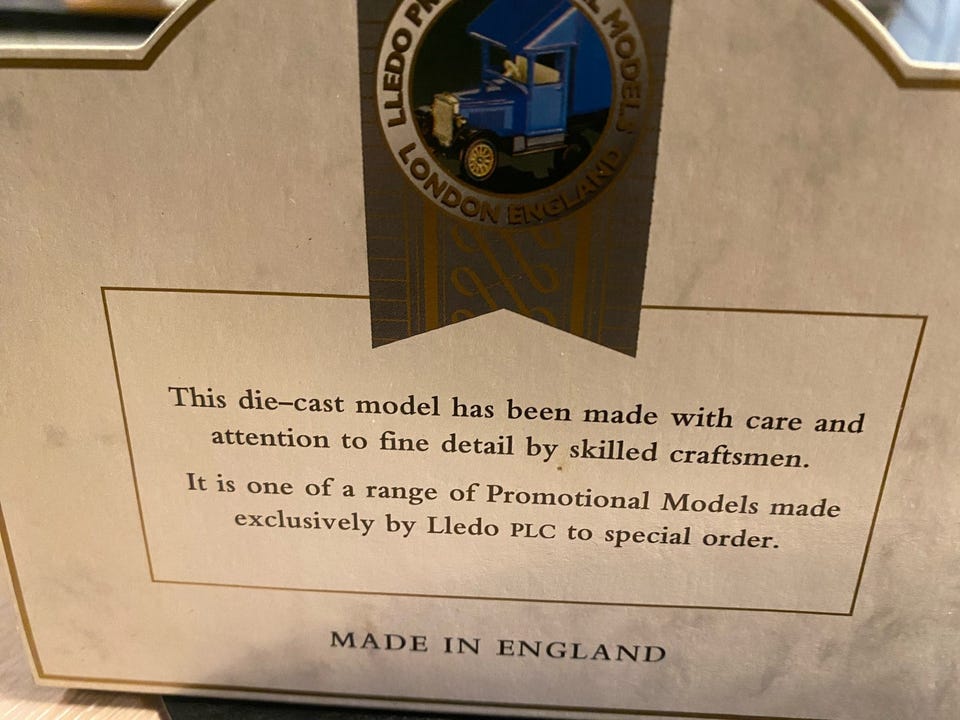 LLEDO MODELS
LONDON ENGLAND
This die–cast model has been made with care and
attention to fine detail by skilled craftsmen.
It is one of a range of Promotional Models made
exclusively by Lledo PLC to special order.
MADE IN ENGLAND